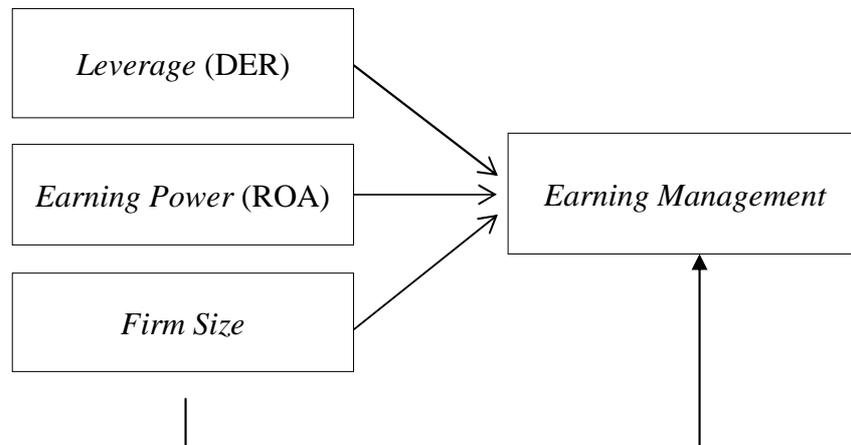 Leverage (DER)
Earning Power (ROA)
Earning Management
Firm Size